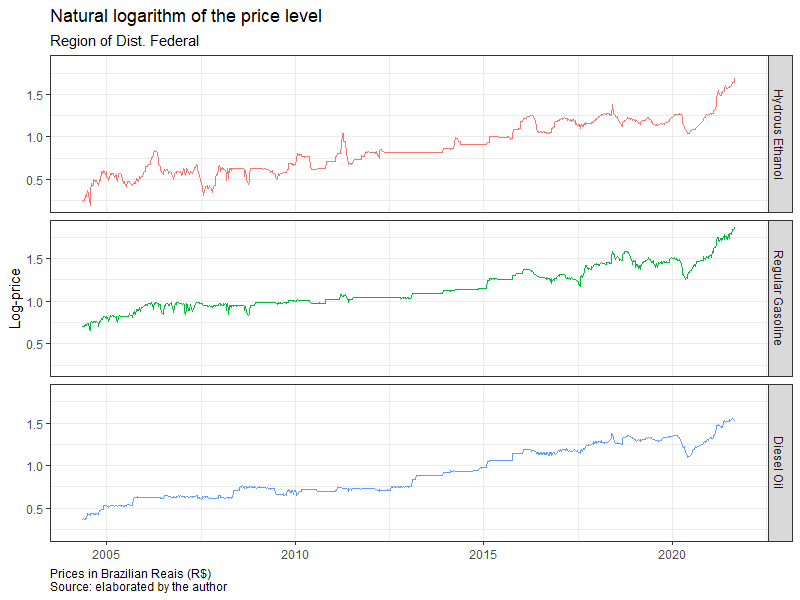 Natural logarithm of the price level
Region of Dist. Federal
Log-price
1.5
1.0
0.5
Hydrous Ethanol
1.5
1.0
0.5
Regular Gasoline
1.5
1.0
0.5
Diesel Oil
2005 2010 2015 2020
Prices in Brazilian Reais (R$)
Source: elaborated by the author